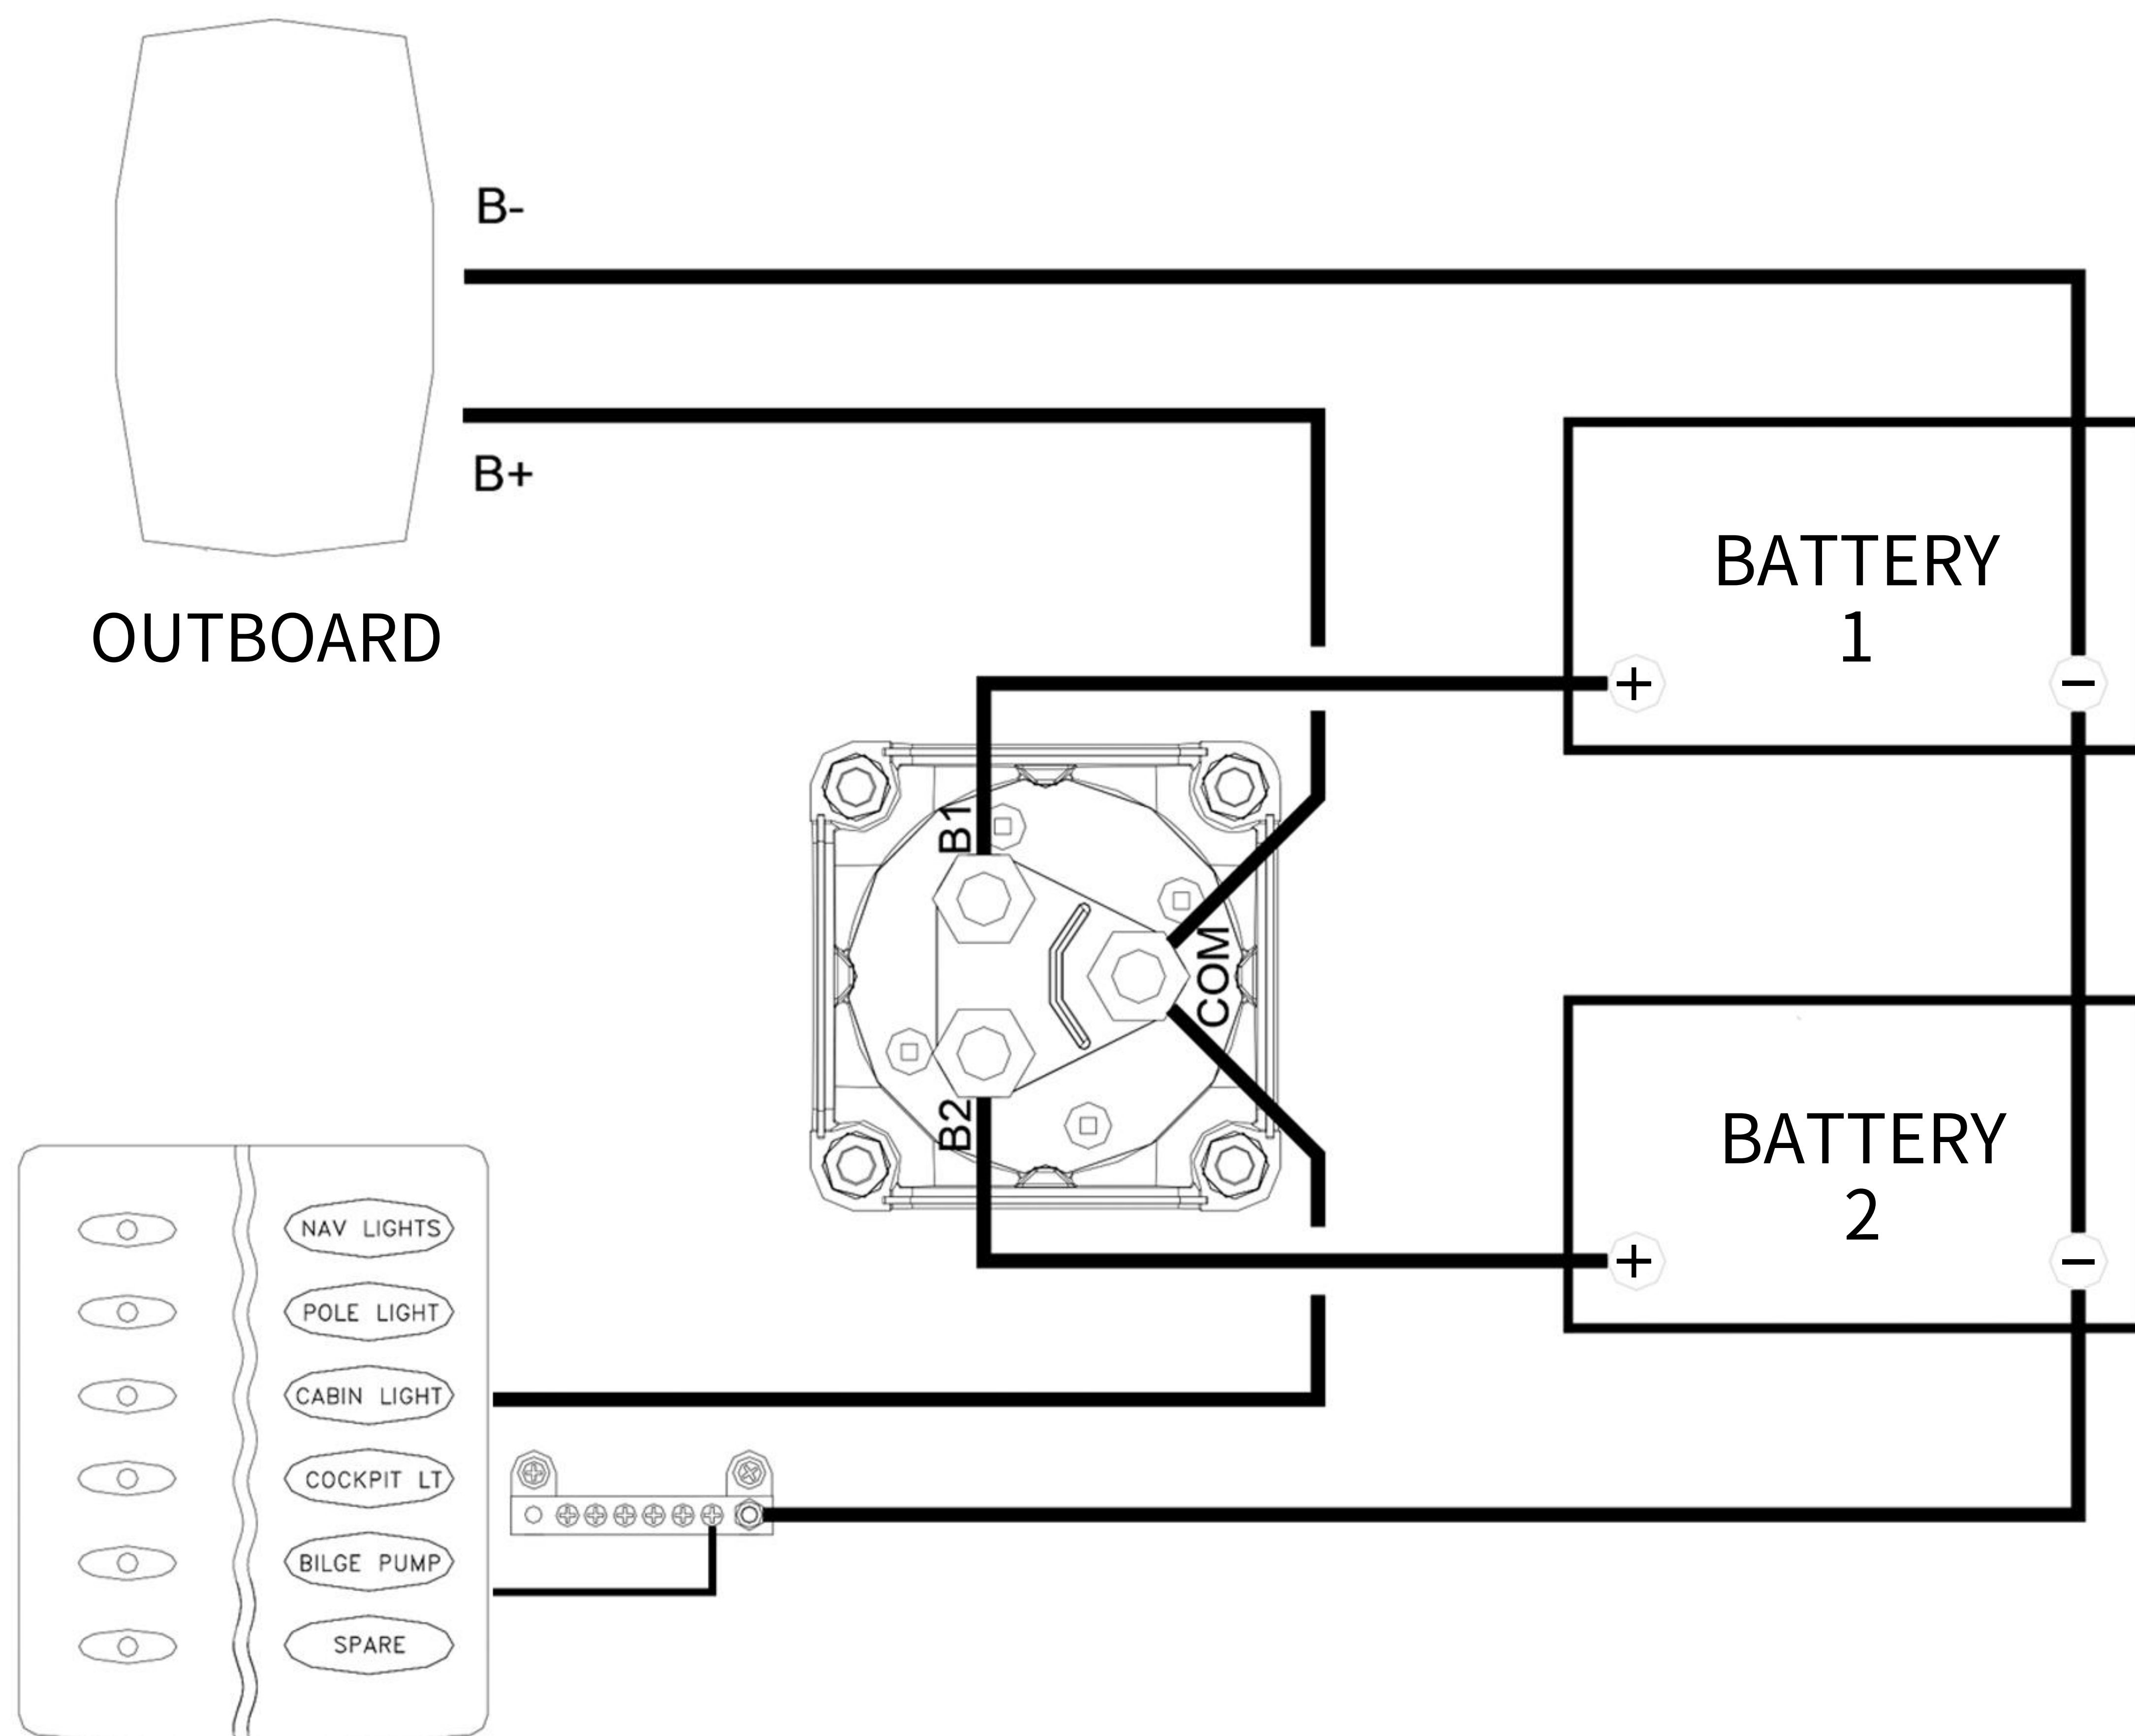 B-
B+
OUTBOARD
BATTERY
1
+
−
B1
COM
B2
BATTERY
2
+
−
NAV LIGHTS
POLE LIGHT
CABIN LIGHT
COCKPIT LT
BILGE PUMP
SPARE